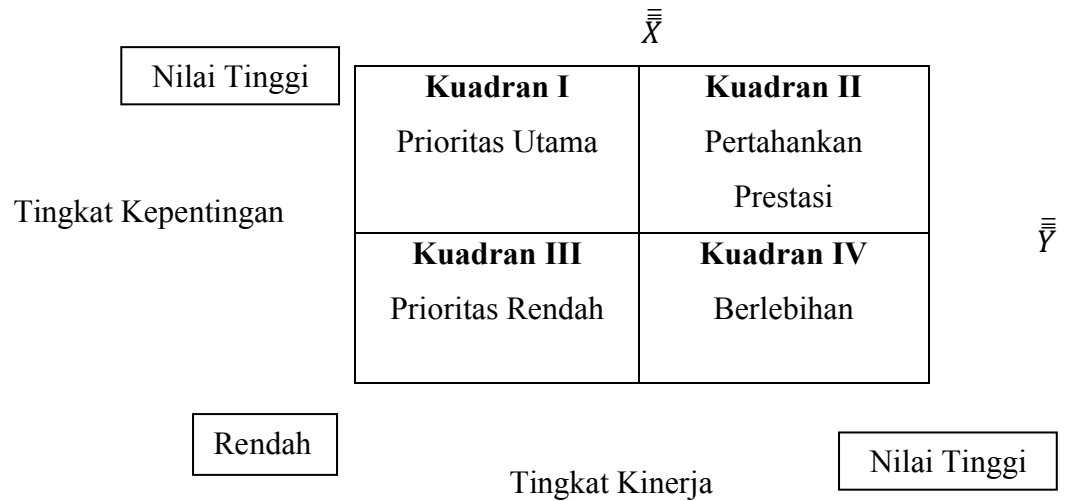 X̿
Nilai Tinggi
Kuadran I
Prioritas Utama
Kuadran II
Pertahankan
Prestasi
Tingkat Kepentingan
Y̿
Kuadran III
Prioritas Rendah
Kuadran IV
Berlebihan
Rendah
Tingkat Kinerja
Nilai Tinggi